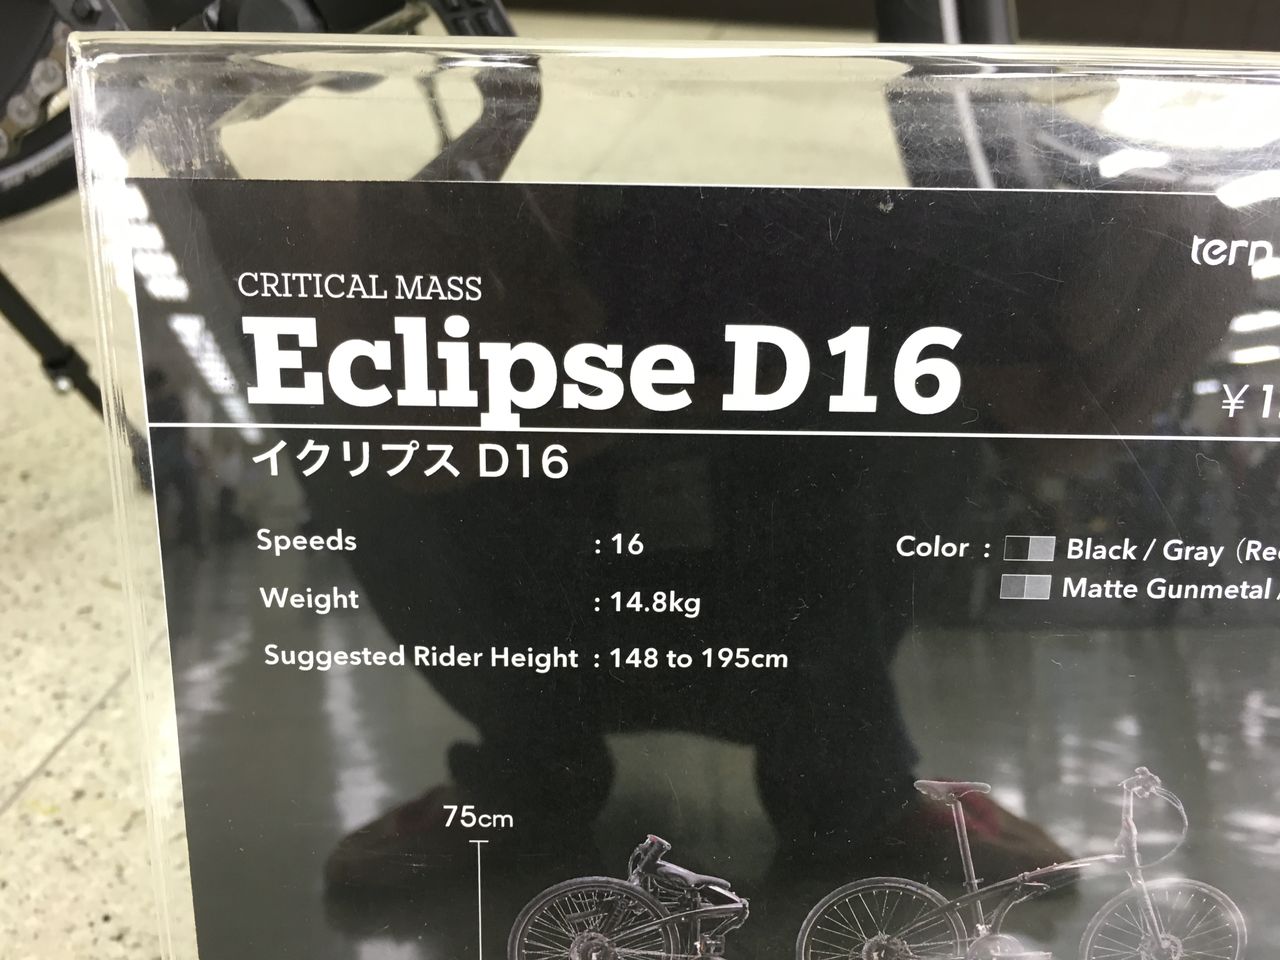 tern
CRITICAL MASS
Eclipse D16
¥
イクリプス D16
Speeds : 16
Weight : 14.8kg
Suggested Rider Height : 148 to 195cm
Color : Black / Gray
Matte Gunmetal /
75cm